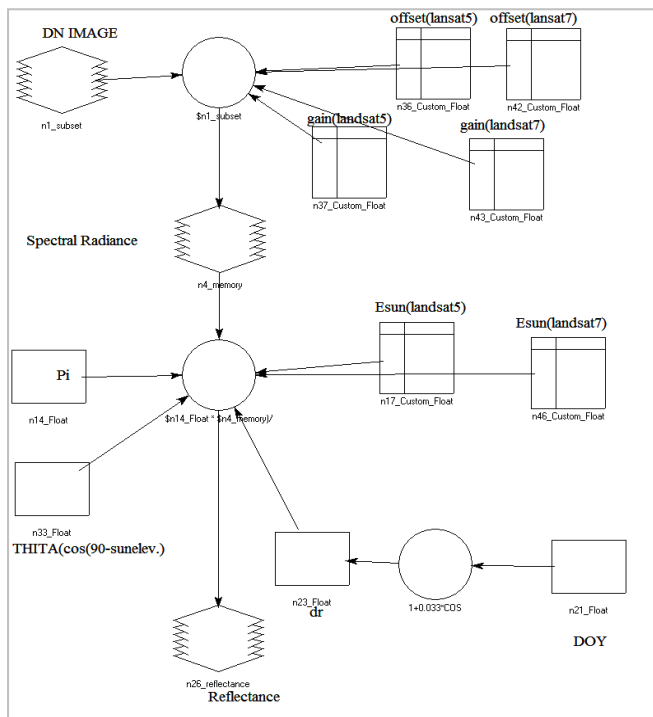 DN IMAGE
n1_subset
$n1_subset
offset(lansat5)
n36_Custom_Float
offset(lansat7)
n42_Custom_Float
gain(landsat5)
n37_Custom_Float
gain(landsat7)
n43_Custom_Float
Spectral Radiance
n4_memory
Esun(landsat5)
n17_Custom_Float
Esun(landsat7)
n46_Custom_Float
Pi
n14_Float
$n14_Float * $n4_memory)/
n33_Float
THITA(cos(90-sunelev.)
n23_Float
dr
1+0.033*COS
n21_Float
DOY
n26_reflectance
Reflectance